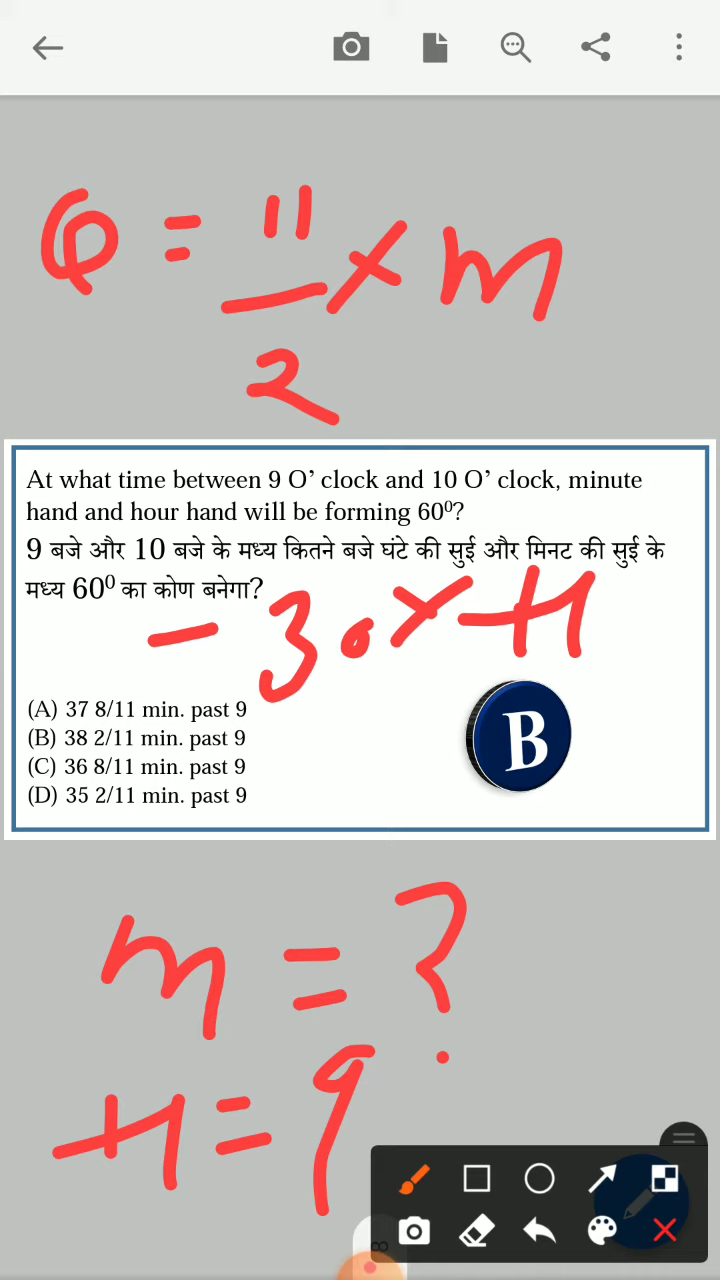 θ = 11/2 × m
At what time between 9 O' clock and 10 O' clock, minute
hand and hour hand will be forming 60⁰?
9 बजे और 10 बजे के मध्य कितने बजे घंटे की सुई और मिनट की सुई के
मध्य 60⁰ का कोण बनेगा?
- 30 × H
(A) 37 8/11 min. past 9
(B) 38 2/11 min. past 9
(C) 36 8/11 min. past 9
(D) 35 2/11 min. past 9
B
m = ?
H = 9